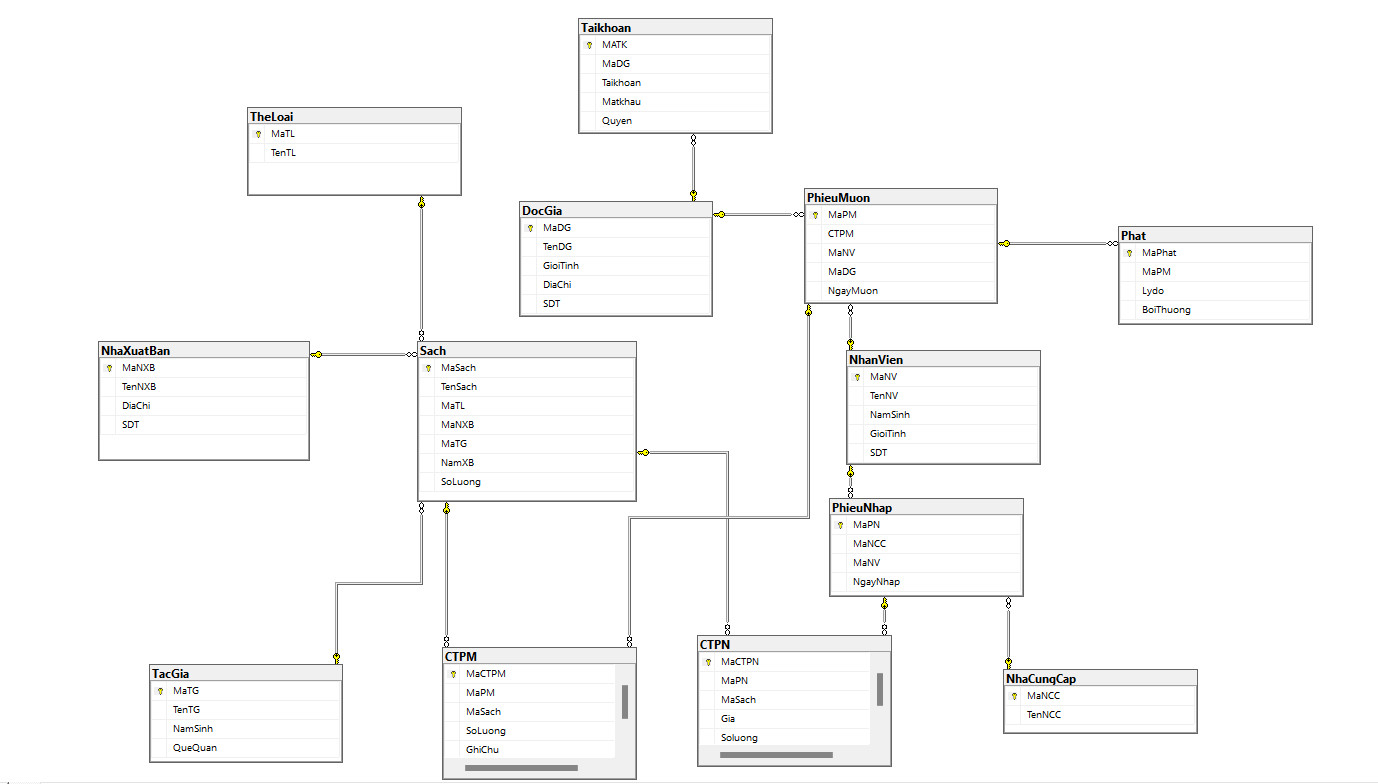 Taikhoan
MATK
MaDG
Taikhoan
Matkhau
Quyen
TheLoai
MaTL
TenTL
DocGia
MaDG
TenDG
GioiTinh
DiaChi
SDT
PhieuMuon
MaPM
CTPM
MaNV
MaDG
NgayMuon
Phat
MaPhat
MaPM
Lydo
BoiThuong
NhaXuatBan
MaNXB
TenNXB
DiaChi
SDT
Sach
MaSach
TenSach
MaTL
MaNXB
MaTG
NamXB
SoLuong
NhanVien
MaNV
TenNV
NamSinh
GioiTinh
SDT
PhieuNhap
MaPN
MaNCC
MaNV
NgayNhap
TacGia
MaTG
TenTG
NamSinh
QueQuan
CTPM
MaCTPM
MaPM
MaSach
SoLuong
GhiChu
CTPN
MaCTPN
MaPN
MaSach
Gia
Soluong
NhaCungCap
MaNCC
TenNCC